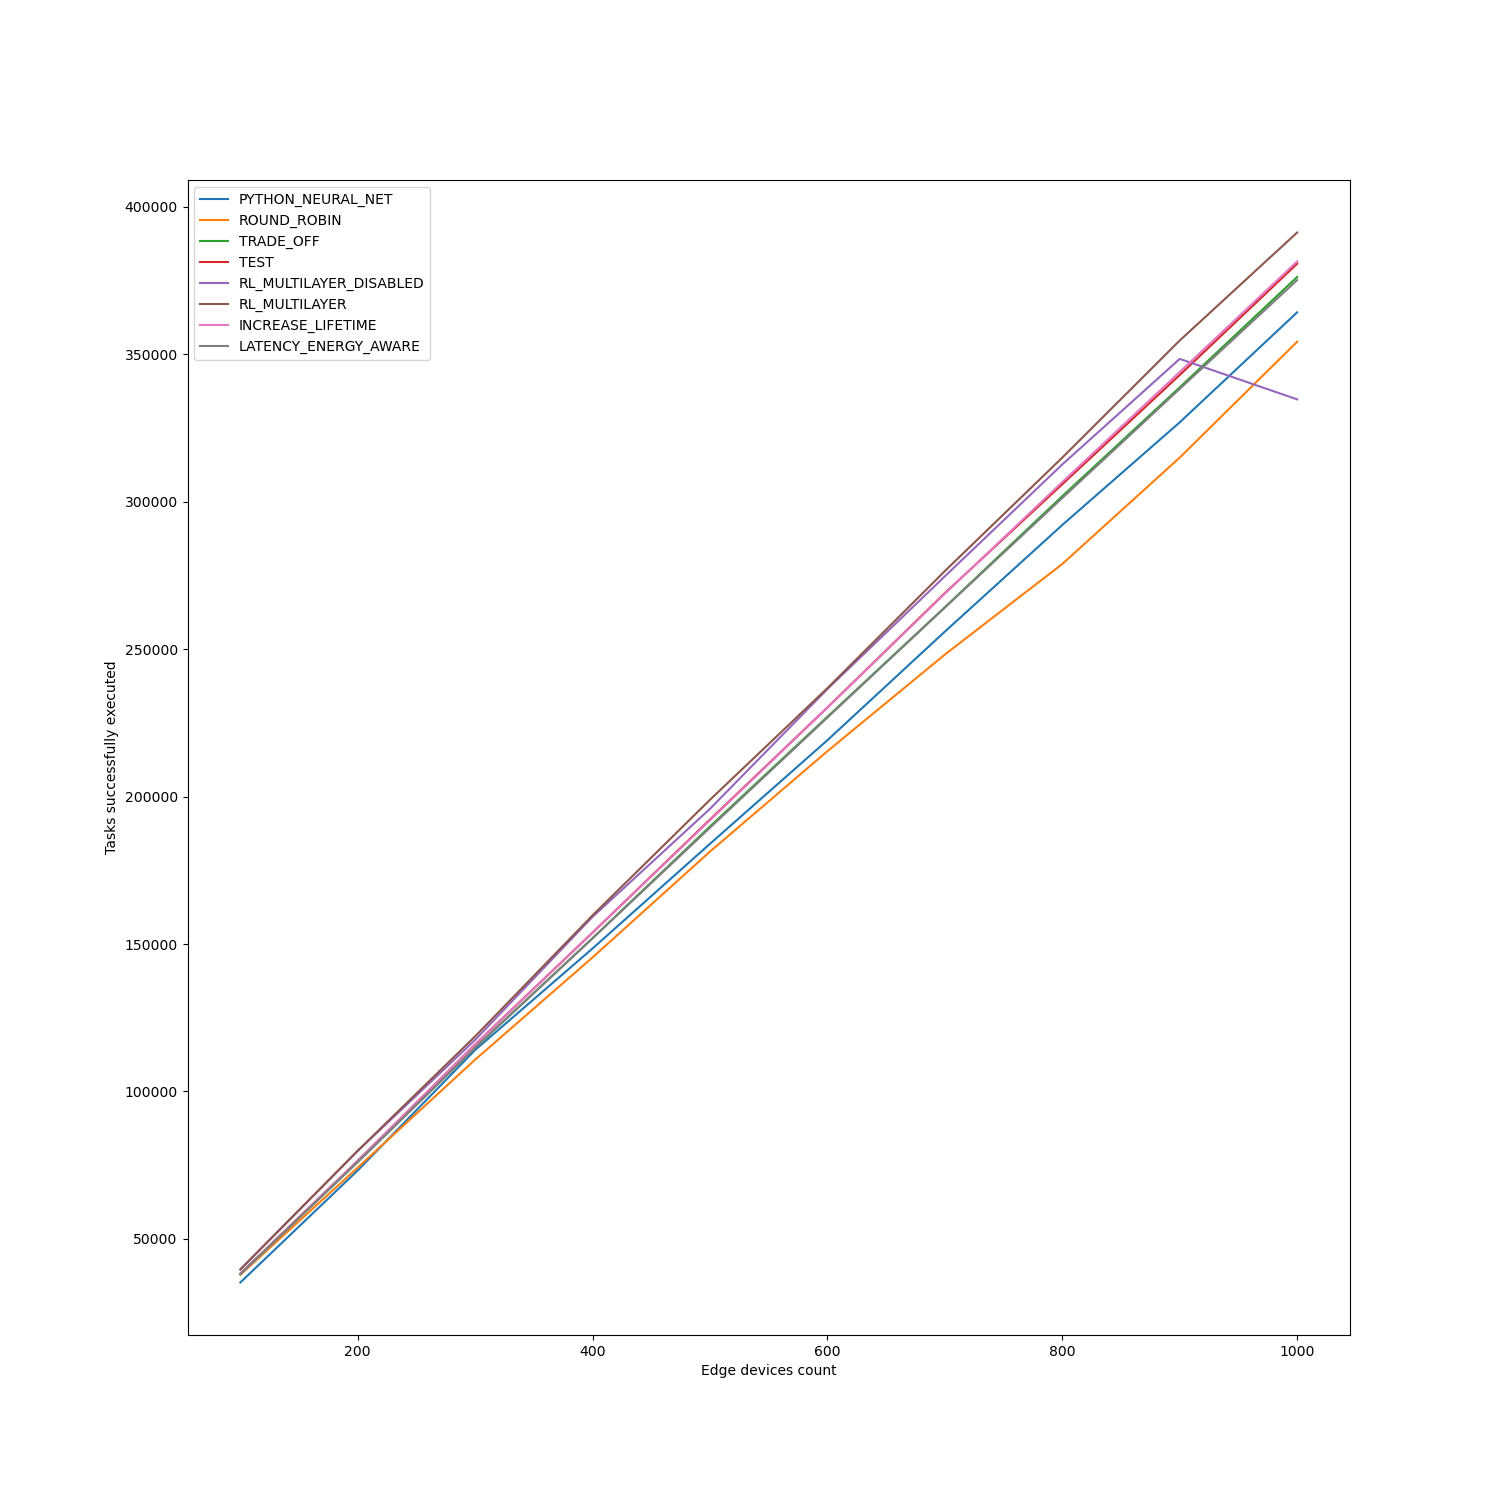 PYTHON_NEURAL_NET
ROUND_ROBIN
TRADE_OFF
TEST
RL_MULTILAYER_DISABLED
RL_MULTILAYER
INCREASE_LIFETIME
LATENCY_ENERGY_AWARE
400000
350000
300000
250000
200000
150000
100000
50000
Tasks successfully executed
200 400 600 800 1000
Edge devices count